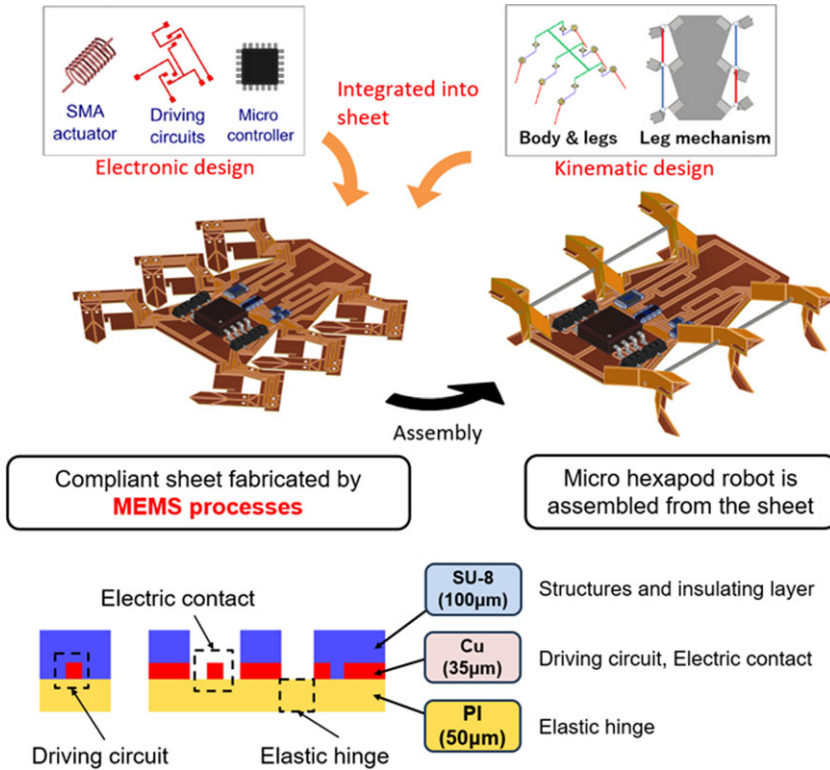 SMA
actuator
Driving
circuits
Micro
controller
Electronic design
Integrated into
sheet
Body & legs
Leg mechanism
Kinematic design
Assembly
Compliant sheet fabricated by
MEMS processes
Micro hexapod robot is
assembled from the sheet
Electric contact
Driving circuit
Elastic hinge
SU-8
(100μm)
Structures and insulating layer
Cu
(35μm)
Driving circuit, Electric contact
PI
(50μm)
Elastic hinge